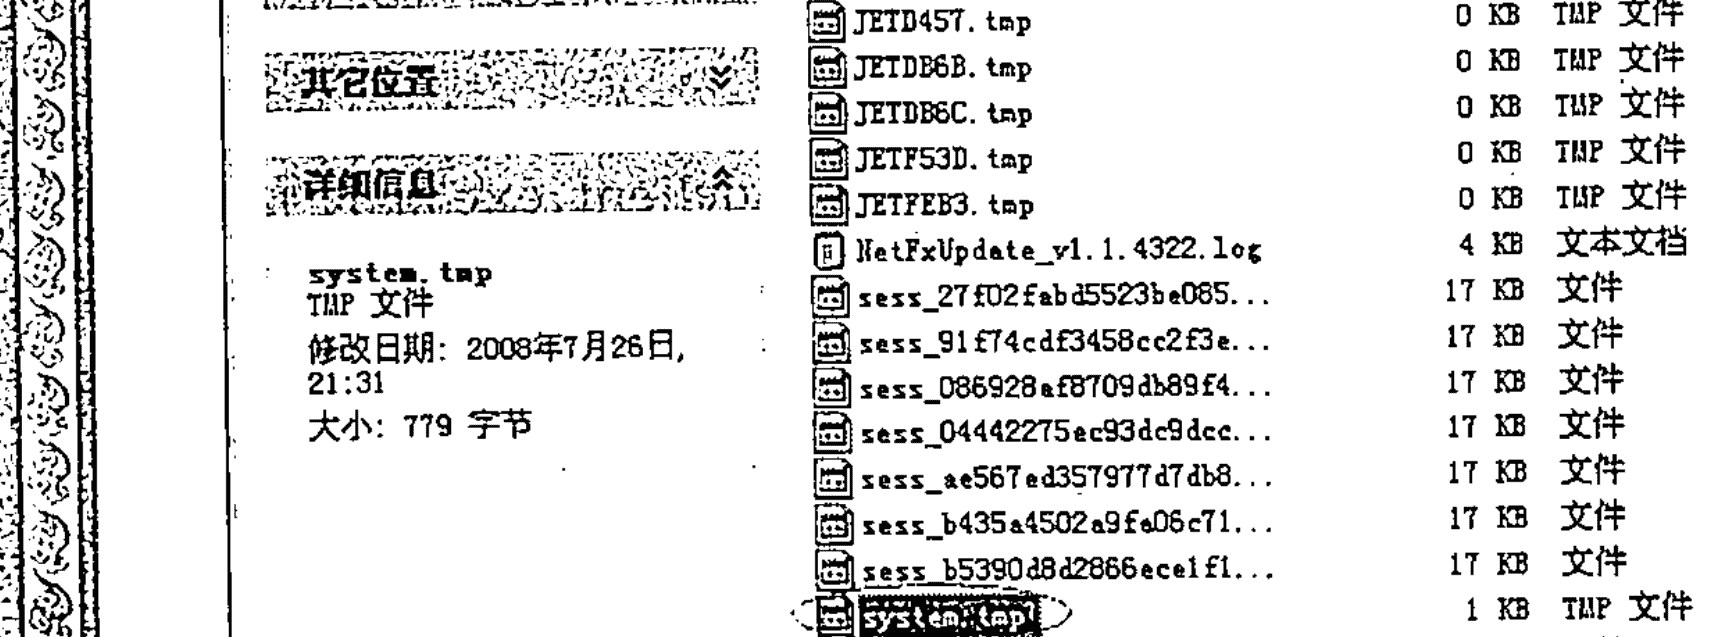 其它位置
详细信息
system.tmp
TMP 文件
修改日期: 2008年7月26日,
21:31
大小: 779 字节
JETD457.tmp 0 KB TMP 文件
JETDB6B.tmp 0 KB TMP 文件
JETDB6C.tmp 0 KB TMP 文件
JETF53D.tmp 0 KB TMP 文件
JETFEB3.tmp 0 KB TMP 文件
NetFxUpdate_v1.1.4322.log 4 KB 文本文档
sess_27f02fabd5523be085... 17 KB 文件
sess_91f74cdf3458cc2f3e... 17 KB 文件
sess_086928af8709db89f4... 17 KB 文件
sess_04442275ec93dc9dcc... 17 KB 文件
sess_ae567ed357977d7db8... 17 KB 文件
sess_b435a4502a9fa06c71... 17 KB 文件
sess_b5390d8d2866ece1f1... 17 KB 文件
system.tmp 1 KB TMP 文件